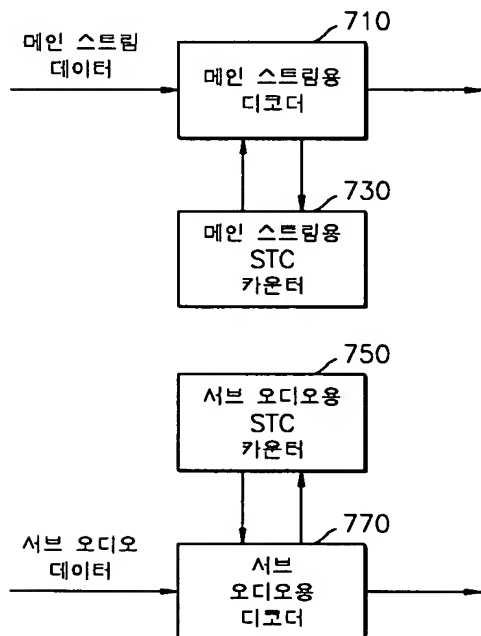 710
메인 스트림
데이터
메인 스트림용
디코더
730
메인 스트림용
STC
카운터
750
서브 오디오용
STC
카운터
770
서브 오디오
데이터
서브
오디오용
디코더